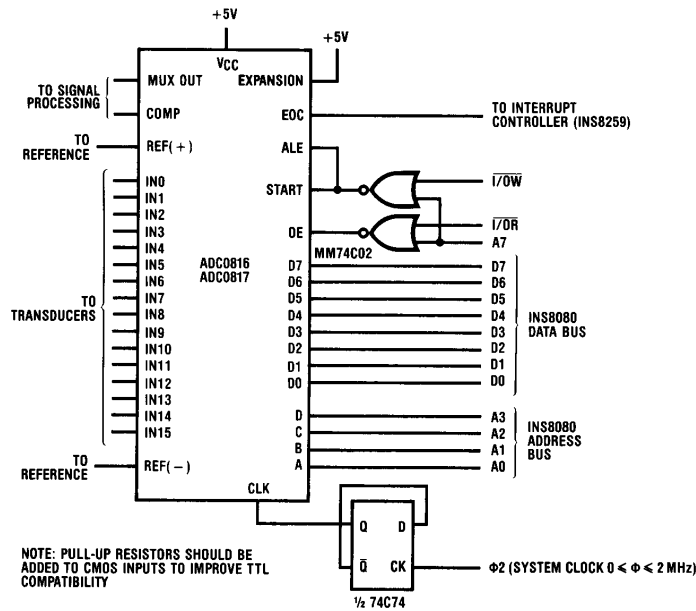 +5V
+5V
VCC
MUX OUT
EXPANSION
TO SIGNAL
PROCESSING
COMP
EOC
TO INTERRUPT
CONTROLLER (INS8259)
TO
REFERENCE
REF(+)
ALE
IN0
START
I/OW
IN1
IN2
IN3
OE
I/OR
IN4
MM74C02
A7
IN5
ADC0816
ADC0817
D7
D7
IN6
D6
D6
IN7
D5
D5
TO
TRANSDUCERS
IN8
D4
D4
INS8080
DATA BUS
IN9
D3
D3
IN10
D2
D2
IN11
D1
D1
IN12
D0
D0
IN13
IN14
D
A3
IN15
C
A2
INS8080
ADDRESS
BUS
B
A1
TO
REFERENCE
REF(−)
A
A0
CLK
Q
D
Q̅
CK
Φ2 (SYSTEM CLOCK 0 ≤ Φ ≤ 2 MHz)
NOTE: PULL-UP RESISTORS SHOULD BE
ADDED TO CMOS INPUTS TO IMPROVE TTL
COMPATIBILITY
½ 74C74